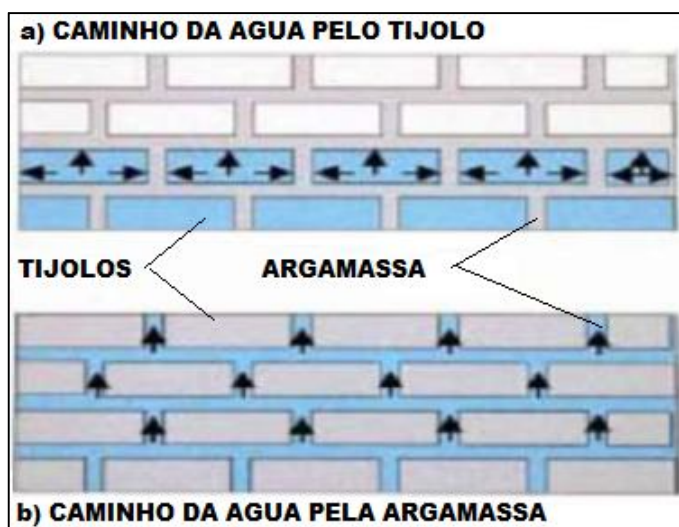 a) CAMINHO DA AGUA PELO TIJOLO
TIJOLOS ARGAMASSA
b) CAMINHO DA AGUA PELA ARGAMASSA